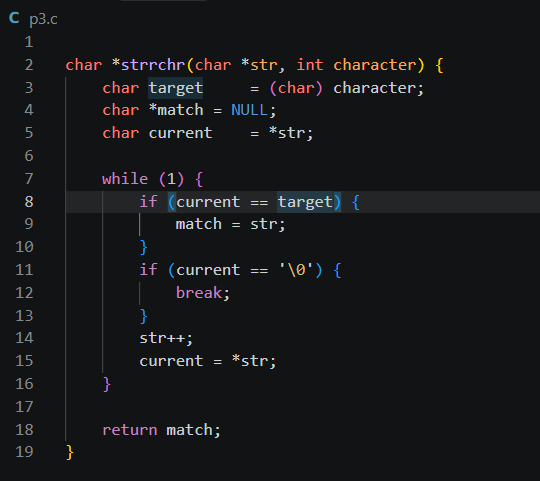 C p3.c
1
2 char *strrchr(char *str, int character) {
3     char target     = (char) character;
4     char *match = NULL;
5     char current    = *str;
6
7     while (1) {
8         if (current == target) {
9             match = str;
10         }
11         if (current == '\0') {
12             break;
13         }
14         str++;
15         current = *str;
16     }
17
18     return match;
19 }